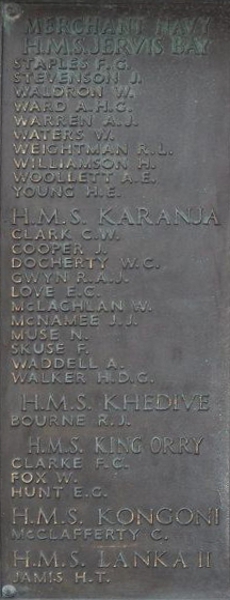 MERCHANT NAVY
H.M.S. JERVIS BAY
STAPLES F.G.
STEVENSON J.
WALDRON W.
WARD A.H.G.
WARREN A.J.
WATERS W.
WEIGHTMAN R.L.
WILLIAMSON H.
WOOLLETT A.E.
YOUNG H.E.
H.M.S. KARANJA
CLARK C.W.
COOPER J.
DOCHERTY W.C.
GWYN R.A.J.
LOVE E.G.
McLACHLAN W.
McNAMEE J.J.
MUSE N.
SKUSE F.
WADDELL A.
WALKER H.D.G.
H.M.S. KHEDIVE
BOURNE R.J.
H.M.S. KING ORRY
CLARKE F.C.
FOX W.
HUNT E.G.
H.M.S. KONGONI
McCLAFFERTY C.
H.M.S. LANKA II
JAMIS H.T.